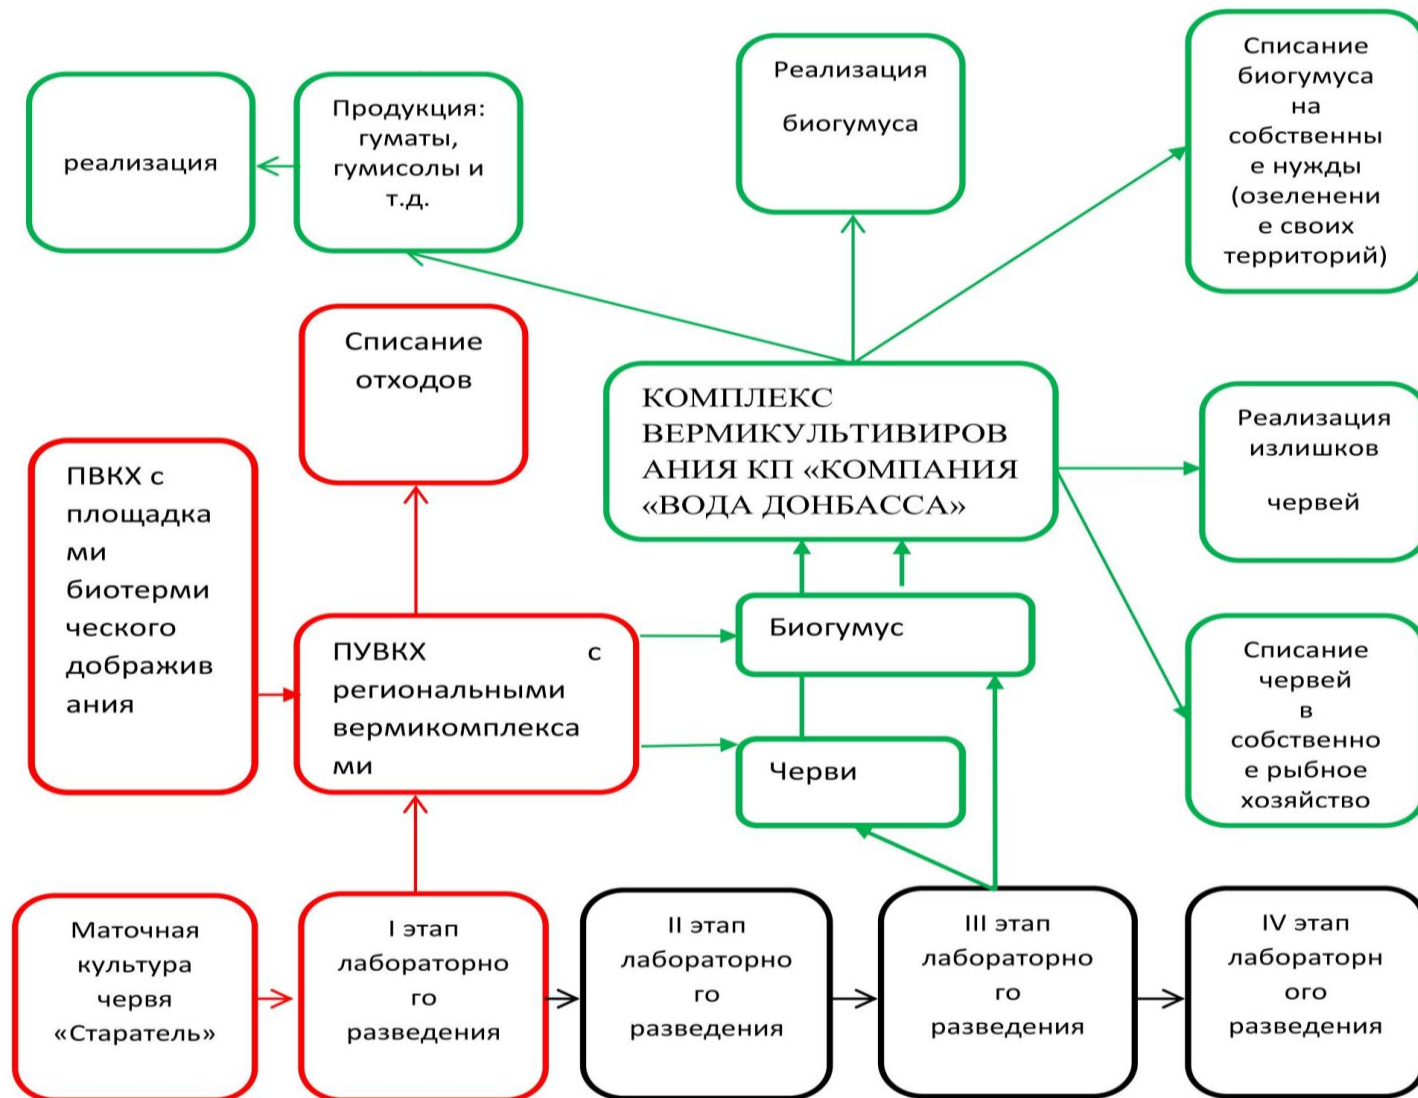 реализация
Продукция:
гуматы,
гумисолы и
т.д.
Реализация
биогумуса
Списание
биогумуса
на
собственны
е нужды
(озеленени
е своих
территорий)
Списание
отходов
КОМПЛЕКС
ВЕРМИКУЛЬТИВИРОВ
АНИЯ КП «КОМПАНИЯ
«ВОДА ДОНБАССА»
Реализация
излишков
червей
ПВКХ с
площадка
ми
биотерми
ческого
дображив
ания
ПУВКХ с
региональными
вермикомплекса
ми
Биогумус
Черви
Списание
червей
в
собственно
е рыбное
хозяйство
Маточная
культура
червя
«Старатель»
I этап
лабораторно
го
разведения
II этап
лабораторно
го
разведения
III этап
лабораторно
го
разведения
IV этап
лабораторн
ого
разведения